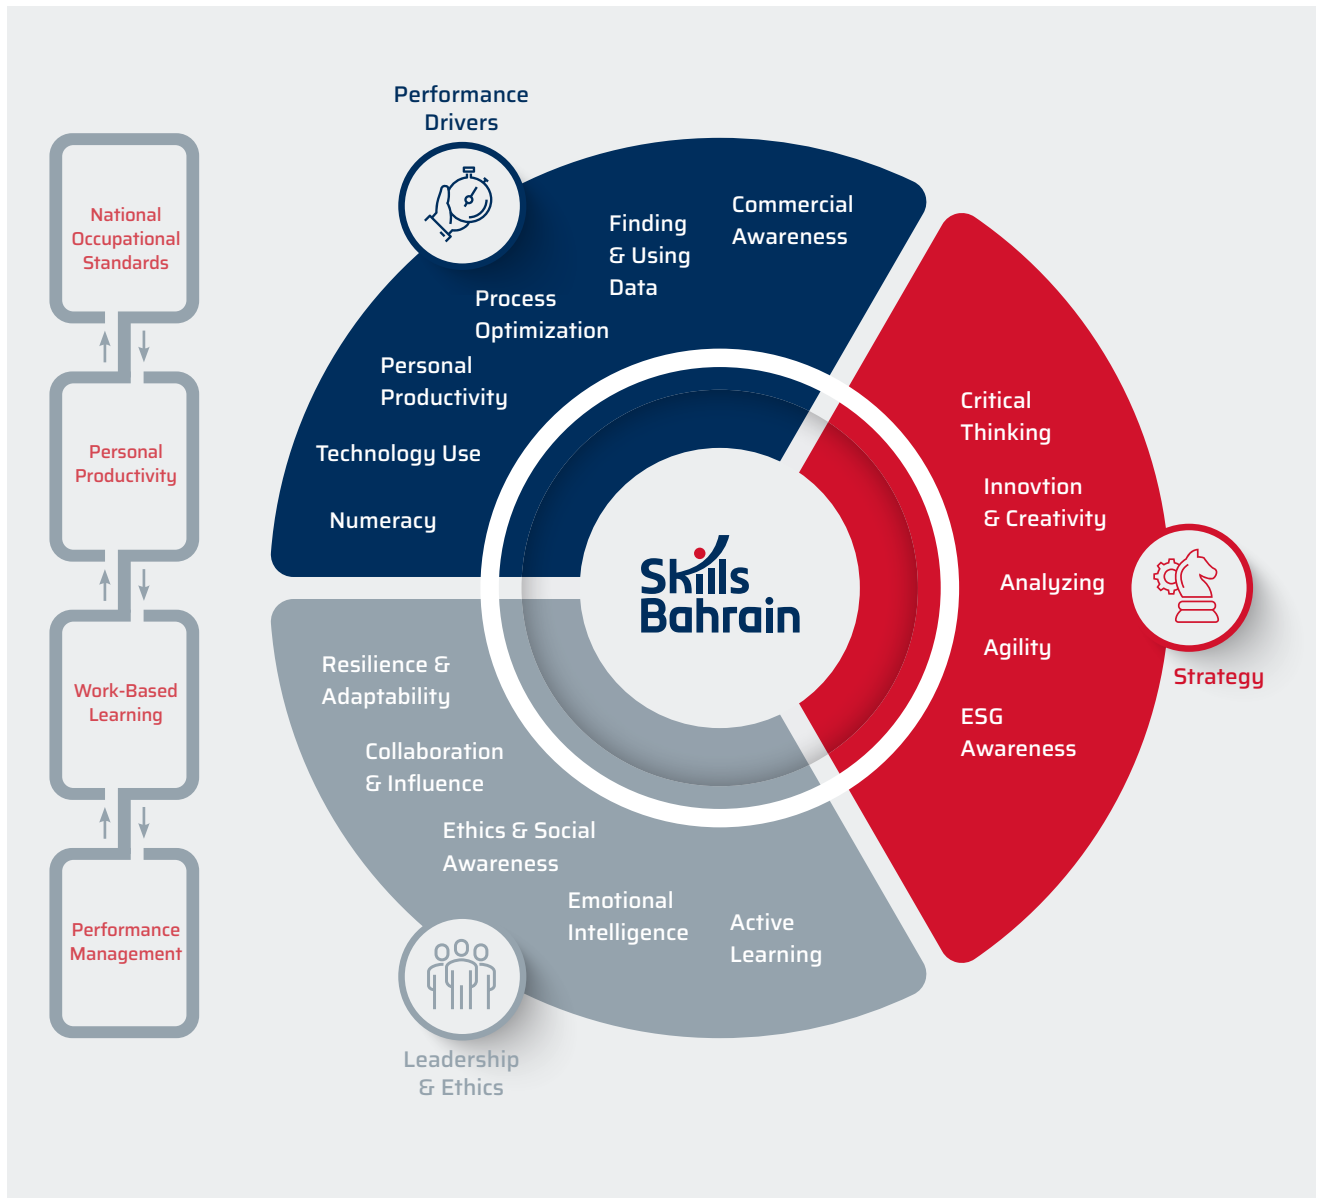 National
Occupational
Standards
Personal
Productivity
Work-Based
Learning
Performance
Management
Performance
Drivers
Commercial
Awareness
Finding
& Using
Data
Process
Optimization
Personal
Productivity
Technology Use
Numeracy
Critical
Thinking
Innovtion
& Creativity
Analyzing
Agility
ESG
Awareness
Strategy
Skills
Bahrain
Resilience &
Adaptability
Collaboration
& Influence
Ethics & Social
Awareness
Emotional
Intelligence
Active
Learning
Leadership
& Ethics